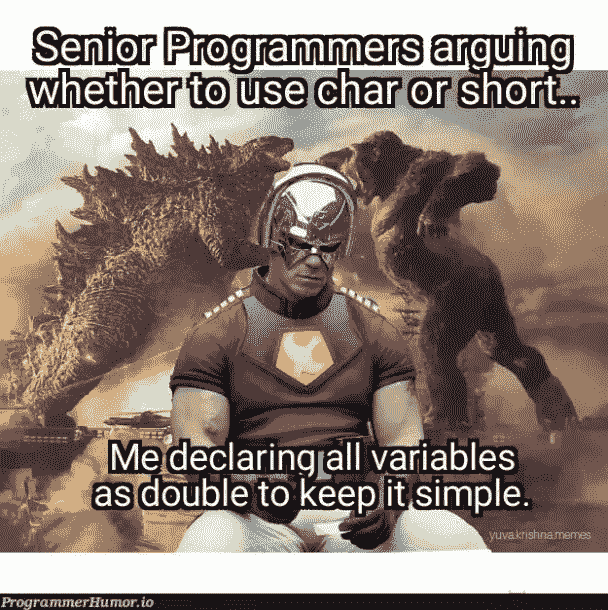 Senior Programmers arguing
whether to use char or short..
Me declaring all variables
as double to keep it simple.
yuva.krishna.memes
ProgrammerHumor.io